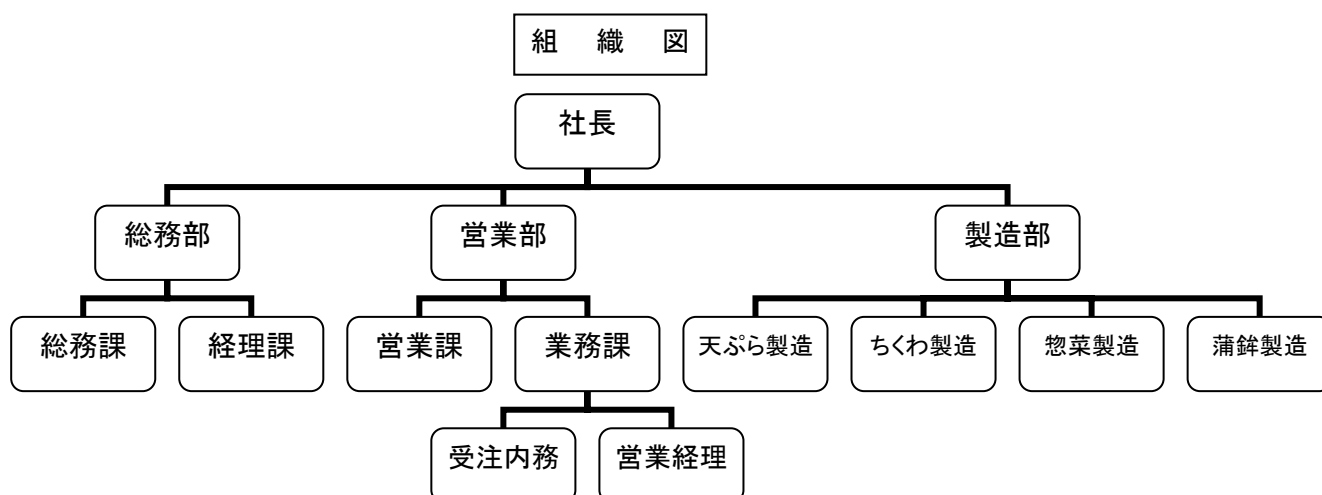 組 織 図
社長
総務部
営業部
製造部
総務課
経理課
営業課
業務課
天ぷら製造
ちくわ製造
惣菜製造
蒲鉾製造
受注内務
営業経理